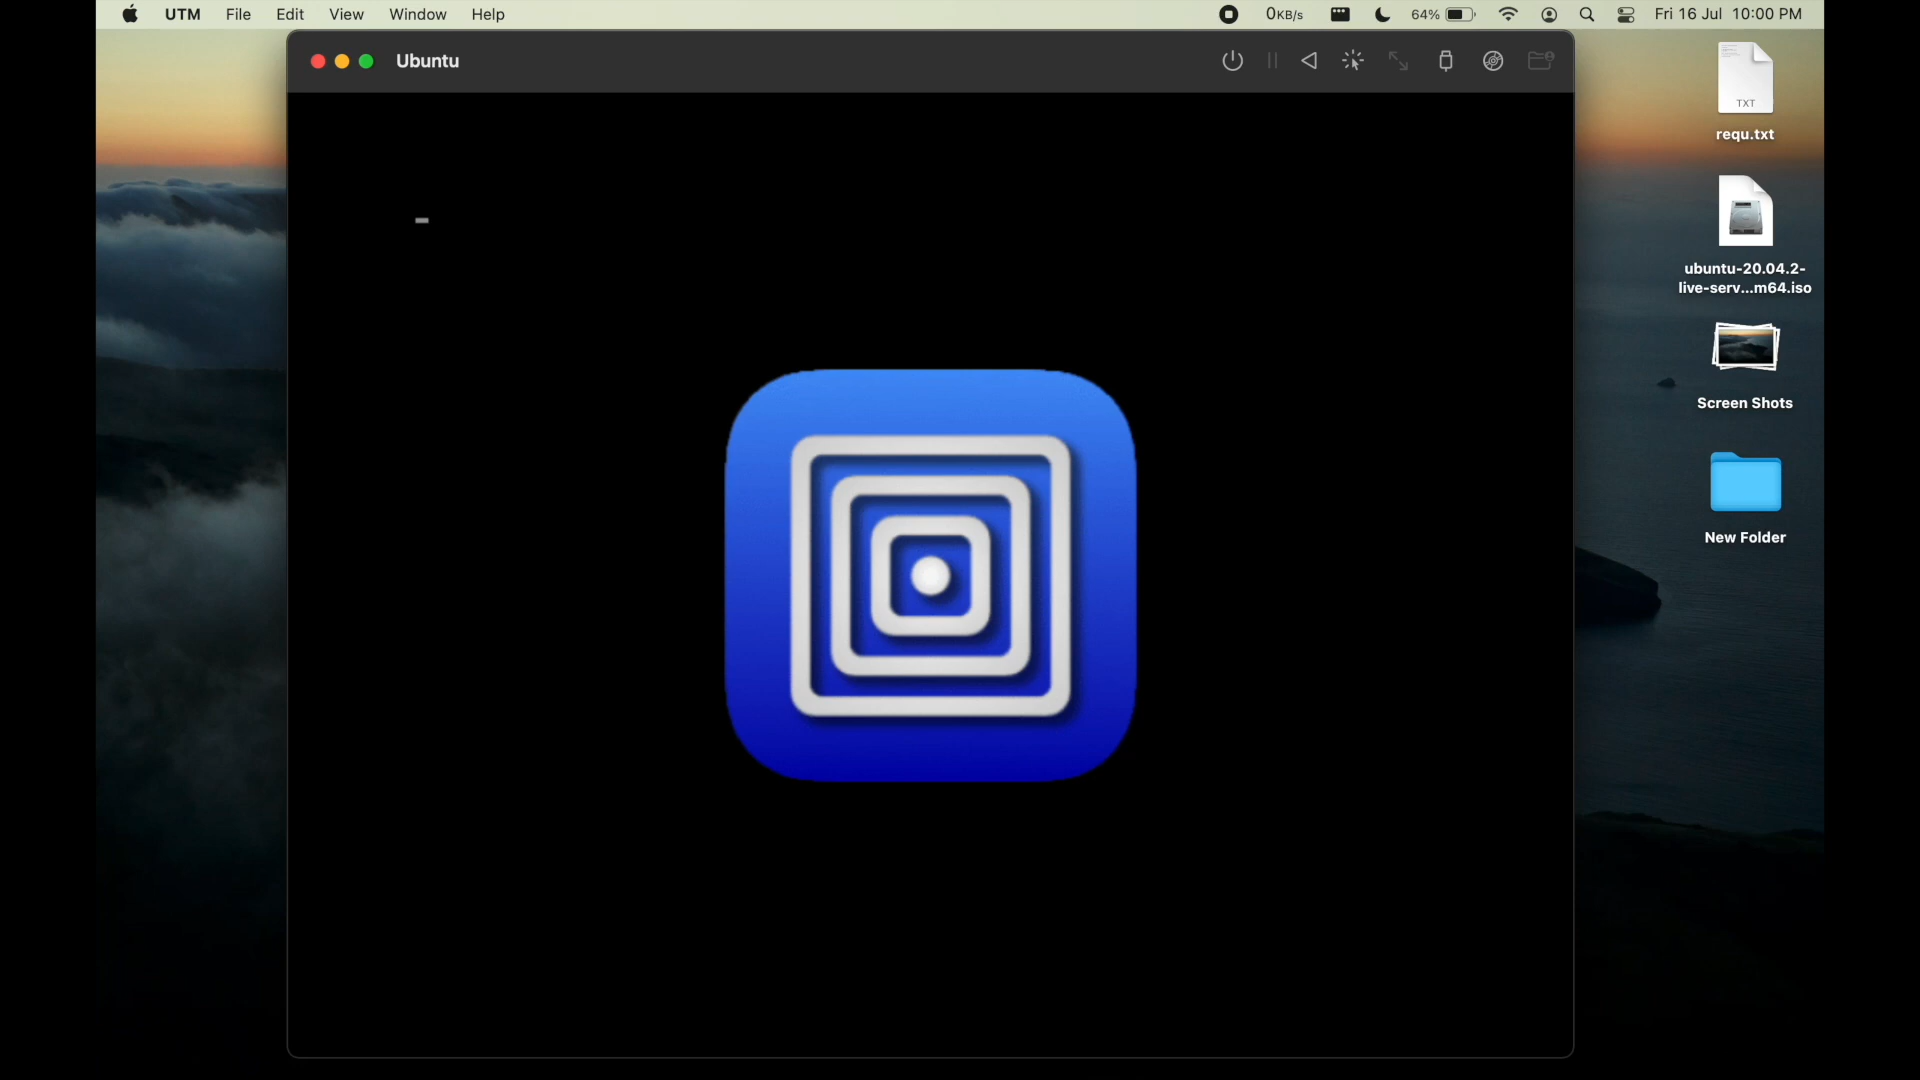 UTM File Edit View Window Help 0KB/s 64% Fri 16 Jul 10:00 PM
Ubuntu
TXT
requ.txt
ubuntu-20.04.2-
live-serv...m64.iso
Screen Shots
New Folder